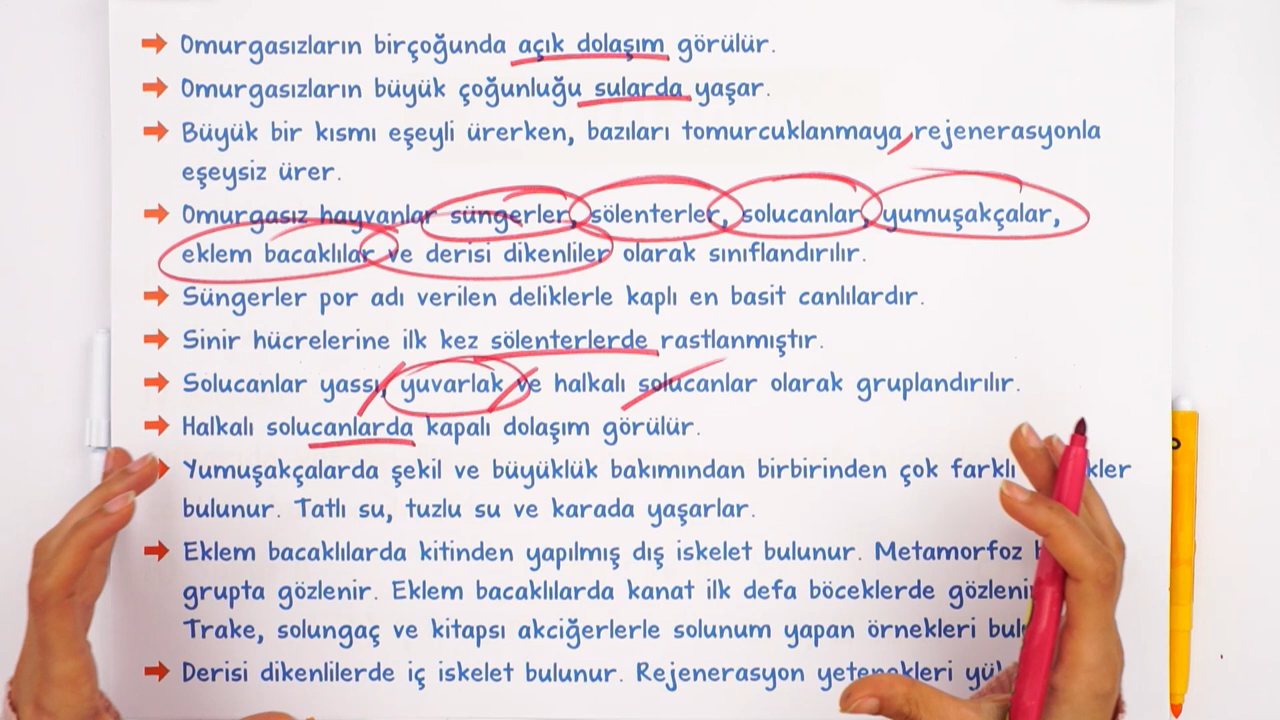 Omurgasızların birçoğunda açık dolaşım görülür.
Omurgasızların büyük çoğunluğu sularda yaşar.
Büyük bir kısmı eşeyli ürerken, bazıları tomurcuklanmaya, rejenerasyonla
eşeysiz ürer.
Omurgasız hayvanlar süngerler, sölenterler, solucanlar, yumuşakçalar,
eklem bacaklılar ve derisi dikenliler olarak sınıflandırılır.
Süngerler por adı verilen deliklerle kaplı en basit canlılardır.
Sinir hücrelerine ilk kez sölenterlerde rastlanmıştır.
Solucanlar yassı, yuvarlak ve halkalı solucanlar olarak gruplandırılır.
Halkalı solucanlarda kapalı dolaşım görülür.
Yumuşakçalarda şekil ve büyüklük bakımından birbirinden çok farklı
bulunur. Tatlı su, tuzlu su ve karada yaşarlar.
Eklem bacaklılarda kitinden yapılmış dış iskelet bulunur. Metamorfoz
grupta gözlenir. Eklem bacaklılarda kanat ilk defa böceklerde
Trake, solungaç ve kitapsı akciğerlerle solunum yapan örnekleri
Derisi dikenlilerde iç iskelet bulunur. Rejenerasyon yetenekleri